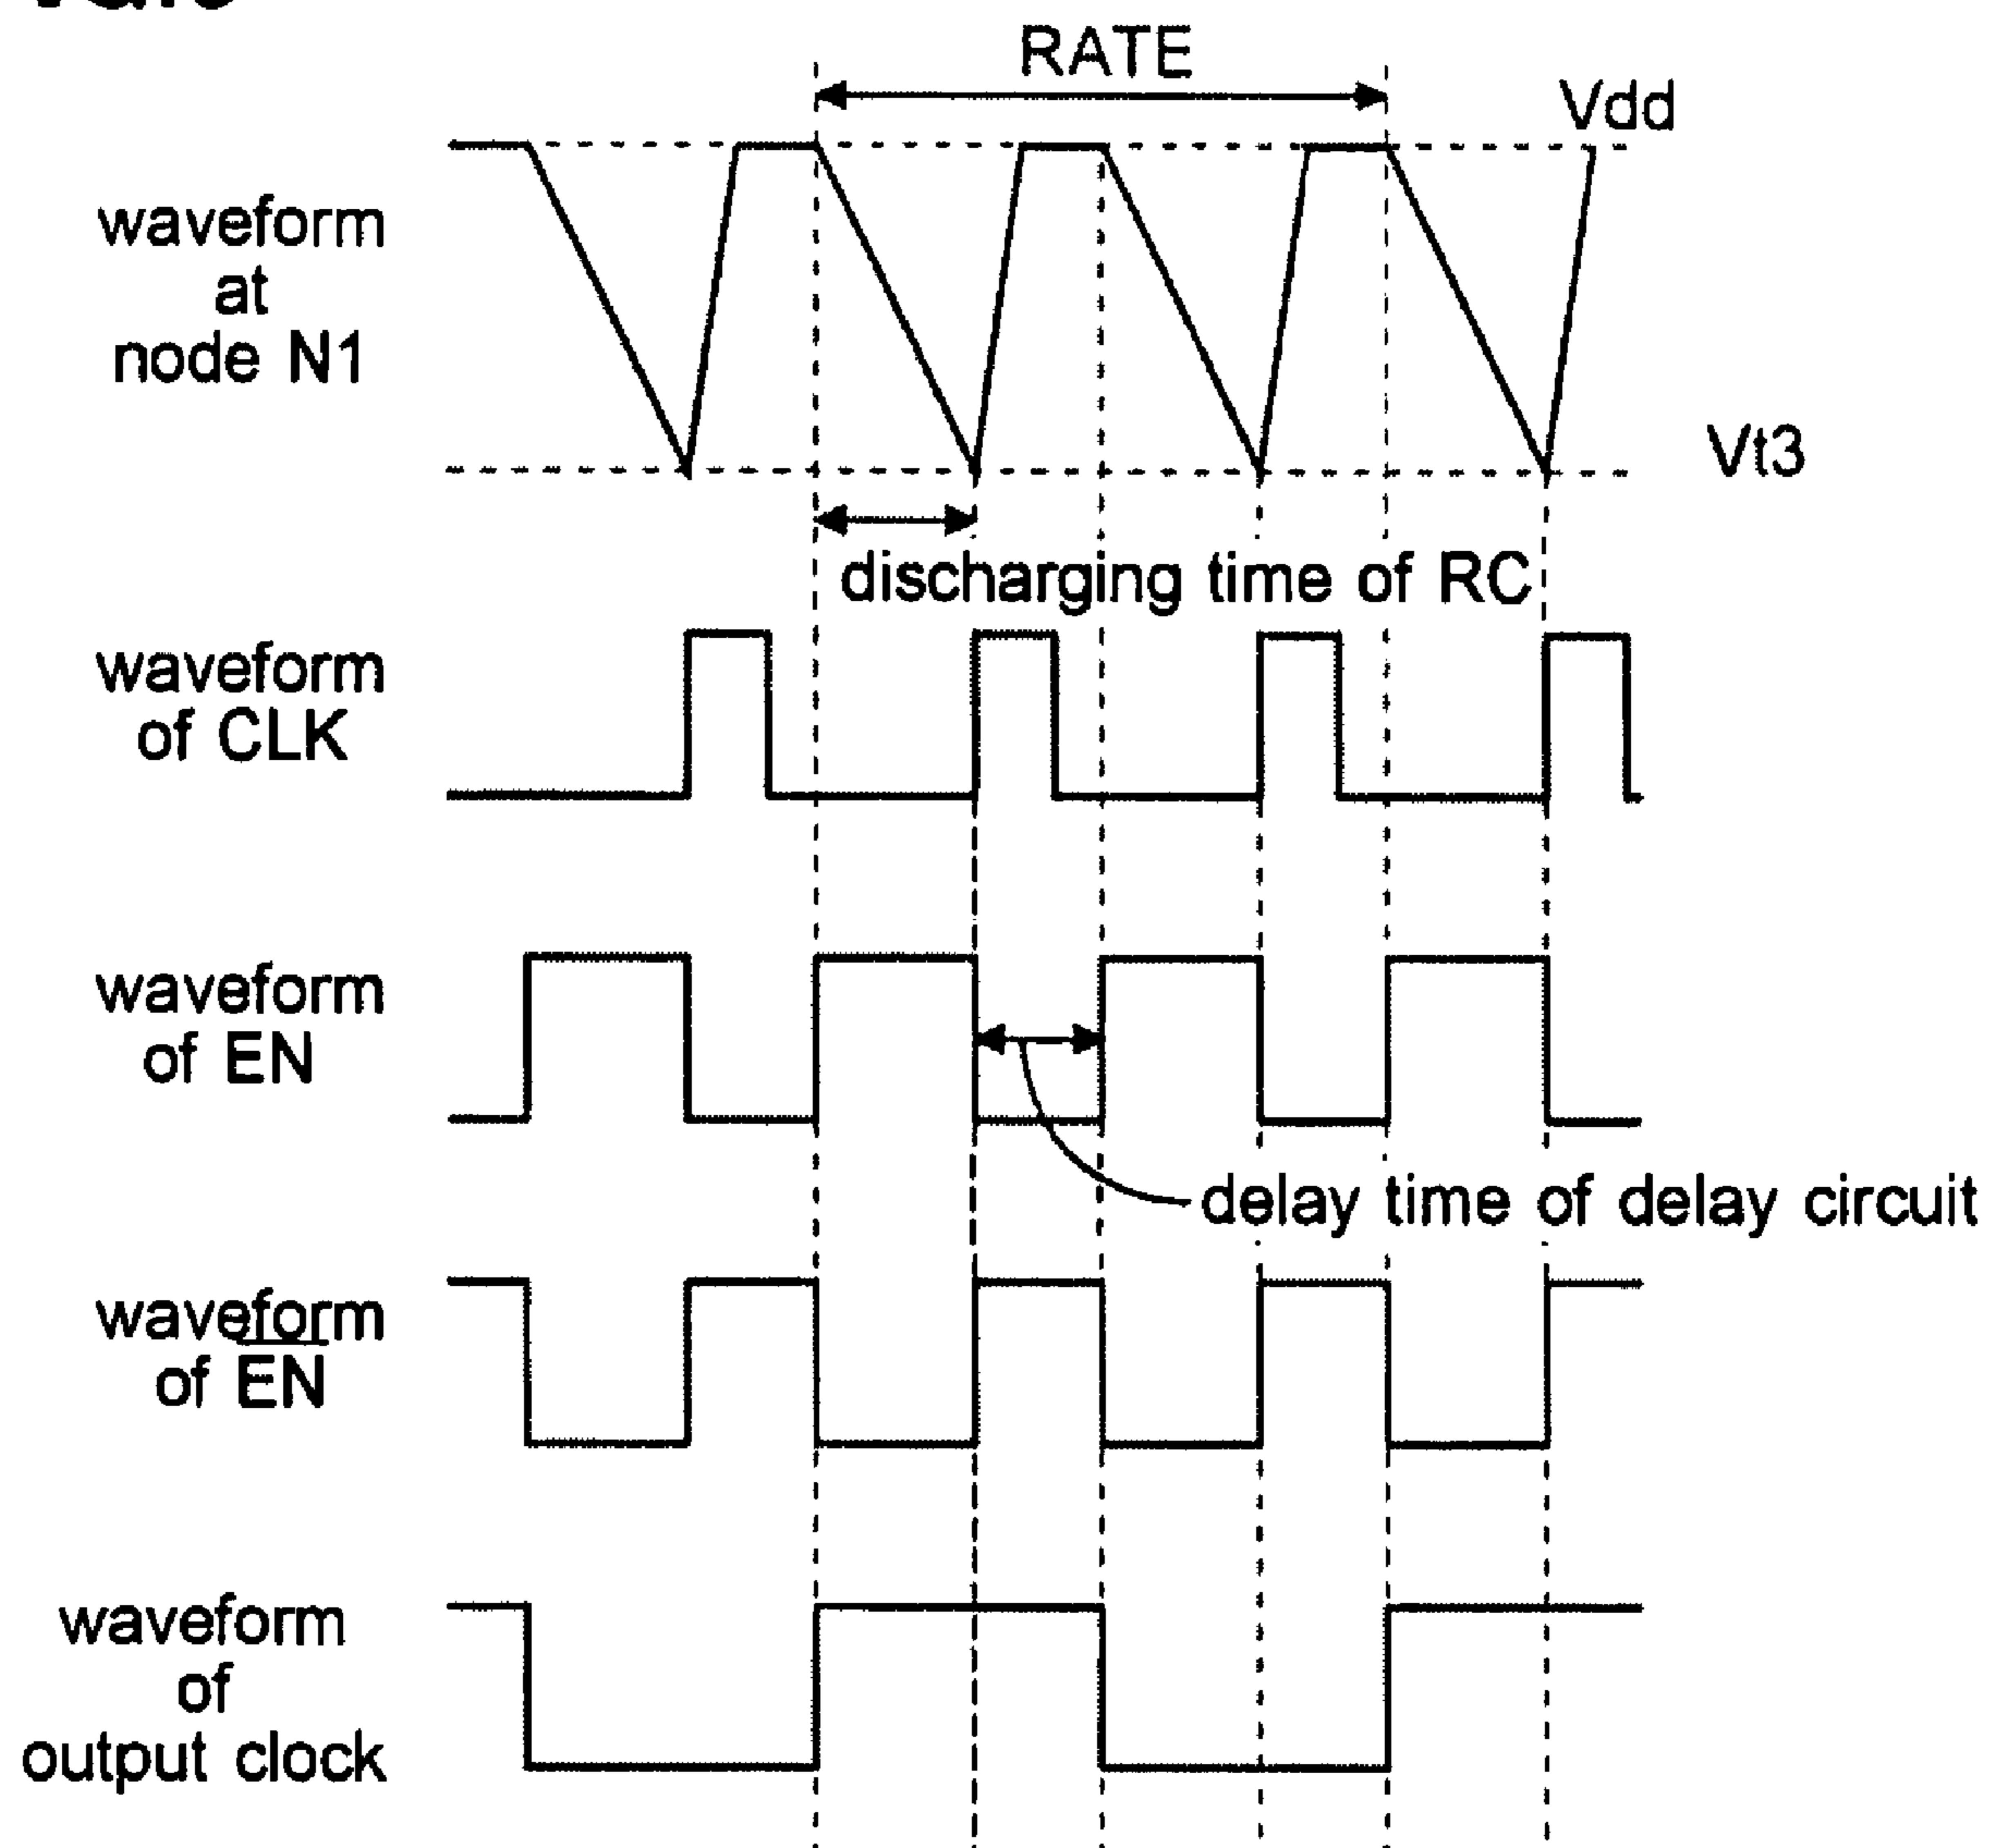 RATE
Vdd
waveform
at
node N1
Vt3
discharging time of RC
waveform
of CLK
waveform
of EN
delay time of delay circuit
waveform
of E̅N̅
waveform
of
output clock